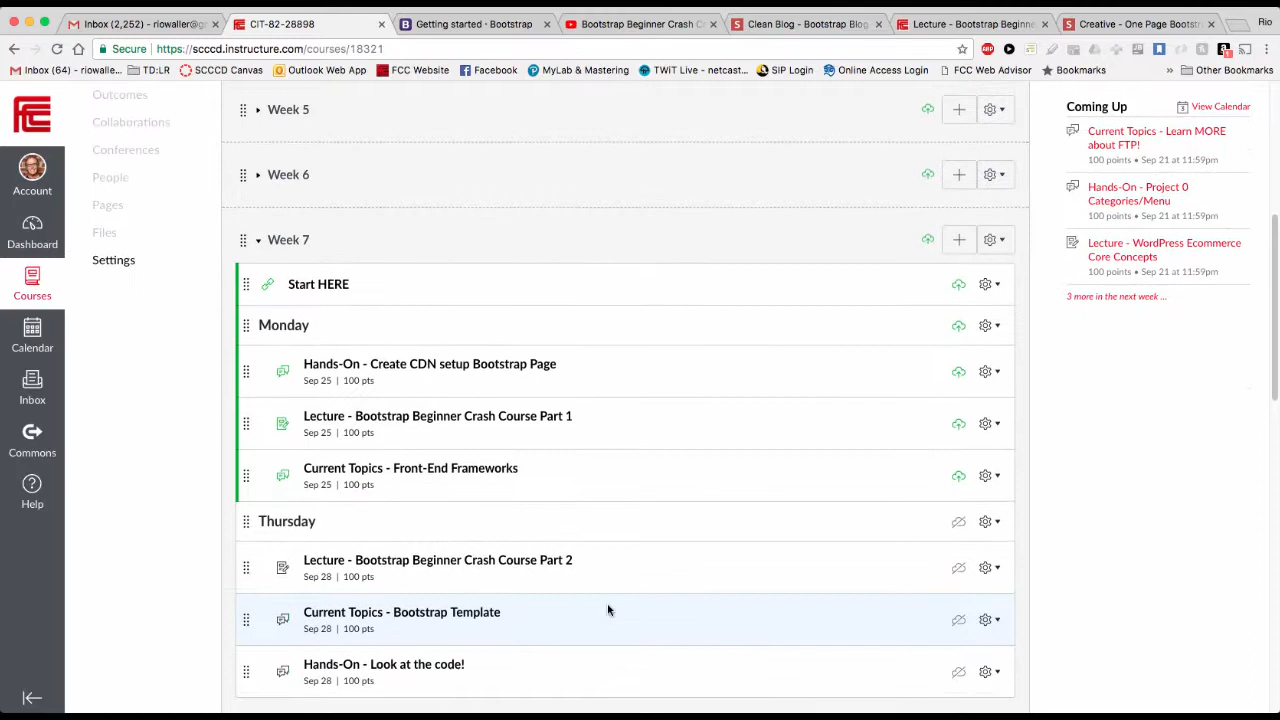 Inbox (2,252) - riowaller@g
CIT-82-28898
Getting started · Bootstrap
Bootstrap Beginner Crash C
Clean Blog - Bootstrap Blog
Lecture - Bootstrap Beginne
Creative - One Page Bootstr
Rio
Secure
https://scccd.instructure.com/courses/18321
Inbox (64) - riowalle...
TD:LR
SCCCD Canvas
Outlook Web App
FCC Website
Facebook
MyLab & Mastering
TWiT Live - netcast...
SIP Login
Online Access Login
FCC Web Advisor
Bookmarks
»
Other Bookmarks
Account
Dashboard
Courses
Calendar
Inbox
Commons
Help
Outcomes
Collaborations
Conferences
People
Pages
Files
Settings
Week 5
Week 6
Week 7
Start HERE
Monday
Hands-On - Create CDN setup Bootstrap Page
Sep 25 | 100 pts
Lecture - Bootstrap Beginner Crash Course Part 1
Sep 25 | 100 pts
Current Topics - Front-End Frameworks
Sep 25 | 100 pts
Thursday
Lecture - Bootstrap Beginner Crash Course Part 2
Sep 28 | 100 pts
Current Topics - Bootstrap Template
Sep 28 | 100 pts
Hands-On - Look at the code!
Sep 28 | 100 pts
Coming Up
View Calendar
Current Topics - Learn MORE
about FTP!
100 points • Sep 21 at 11:59pm
Hands-On - Project 0
Categories/Menu
100 points • Sep 21 at 11:59pm
Lecture - WordPress Ecommerce
Core Concepts
100 points • Sep 21 at 11:59pm
3 more in the next week ...